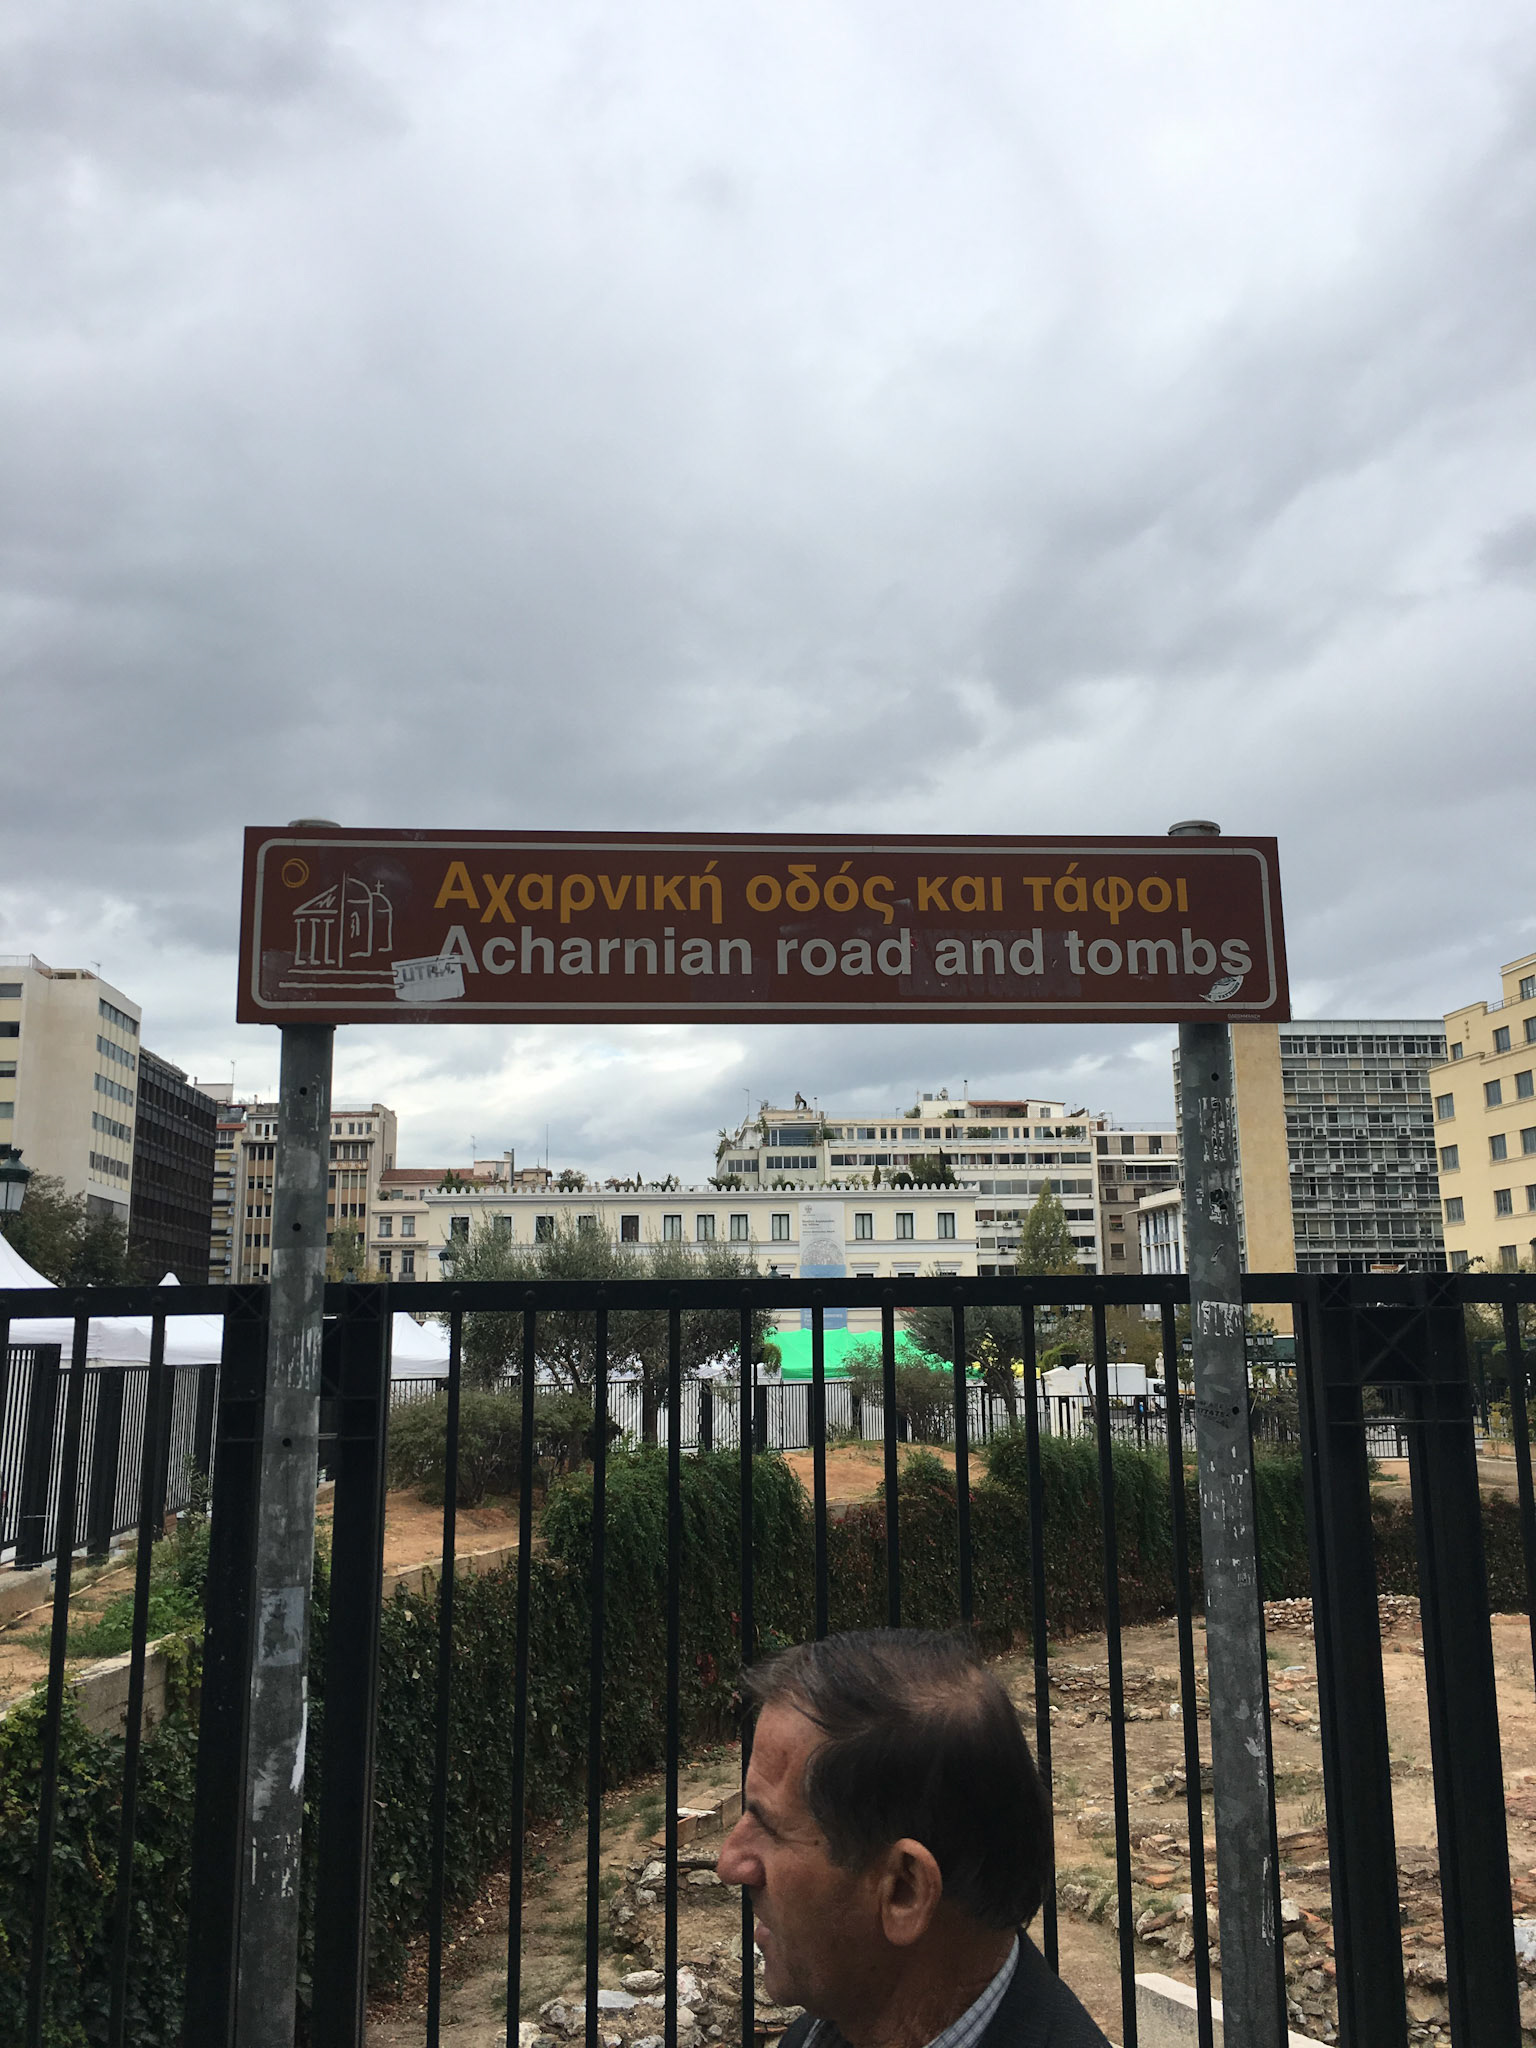 Αχαρνική οδός και τάφοι
Acharnian road and tombs